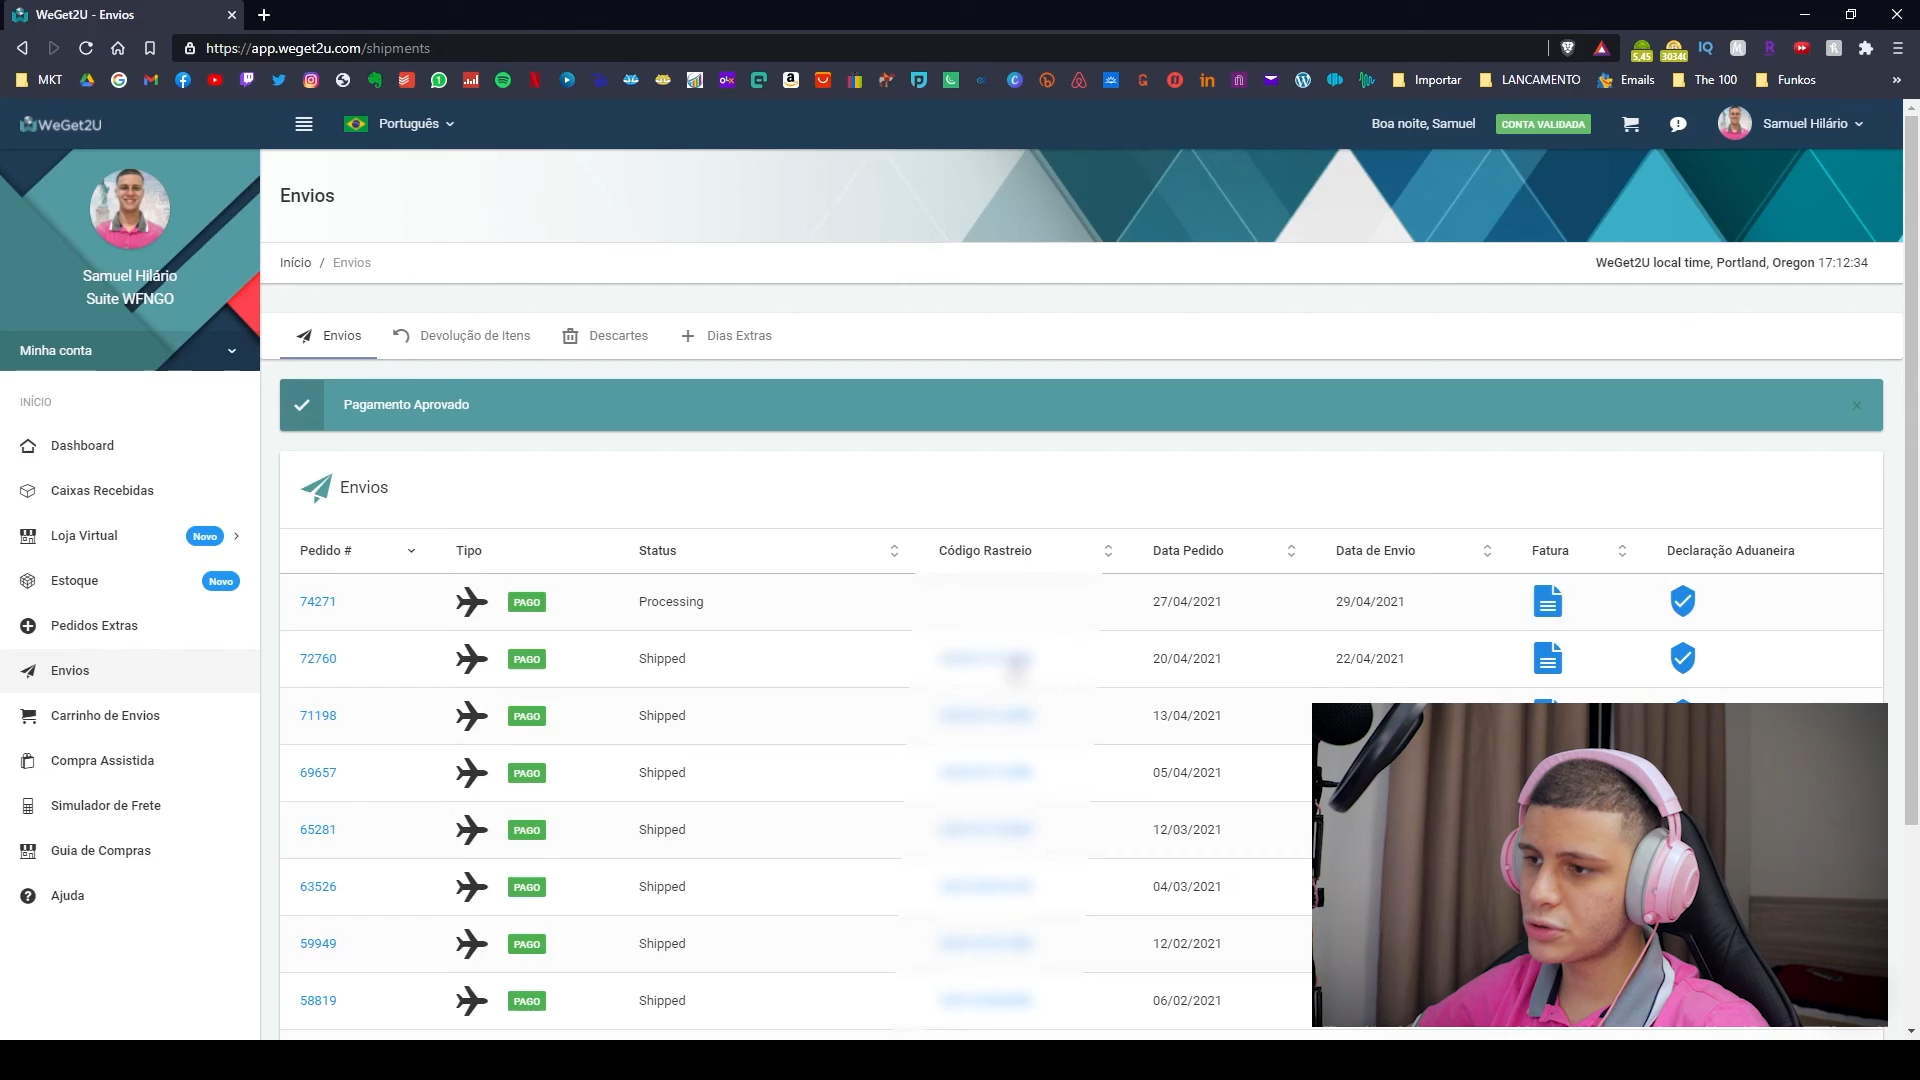 WeGet2U - Envios
https://app.weget2u.com/shipments
5,45
3034(
IQ
MKT
Importar
LANCAMENTO
Emails
The 100
Funkos
WeGet2U
Português
Boa noite, Samuel
CONTA VALIDADA
Samuel Hilário
Samuel Hilário
Suite WFNGO
Minha conta
INÍCIO
Dashboard
Caixas Recebidas
Loja Virtual Novo
Estoque Novo
Pedidos Extras
Envios
Carrinho de Envios
Compra Assistida
Simulador de Frete
Guia de Compras
Ajuda
Envios
Início / Envios
WeGet2U local time, Portland, Oregon 17:12:34
Envios Devolução de Itens Descartes Dias Extras
Pagamento Aprovado
Envios
Pedido # Tipo Status Código Rastreio Data Pedido Data de Envio Fatura Declaração Aduaneira
74271 PAGO Processing 27/04/2021 29/04/2021
72760 PAGO Shipped 20/04/2021 22/04/2021
71198 PAGO Shipped 13/04/2021
69657 PAGO Shipped 05/04/2021
65281 PAGO Shipped 12/03/2021
63526 PAGO Shipped 04/03/2021
59949 PAGO Shipped 12/02/2021
58819 PAGO Shipped 06/02/2021